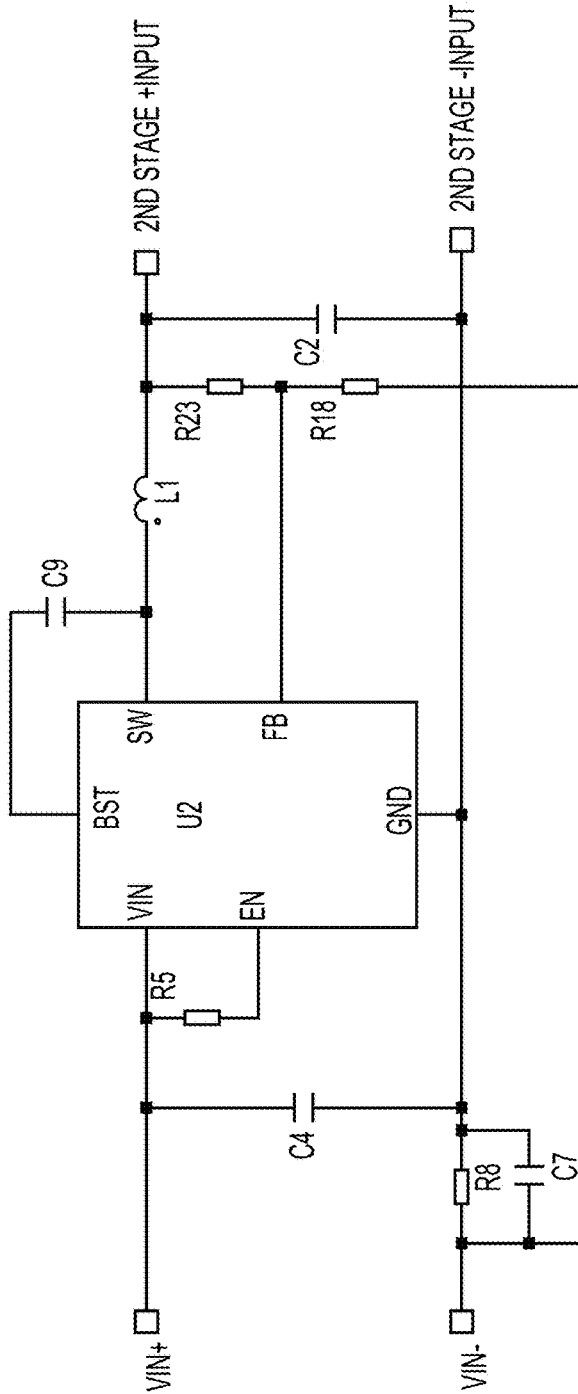 C9
BST
VIN
SW
L1
2ND STAGE +INPUT
U2
R5
EN
FB
R23
C4
GND
R18
C2
VIN+
VIN-
R8
C7
2ND STAGE -INPUT